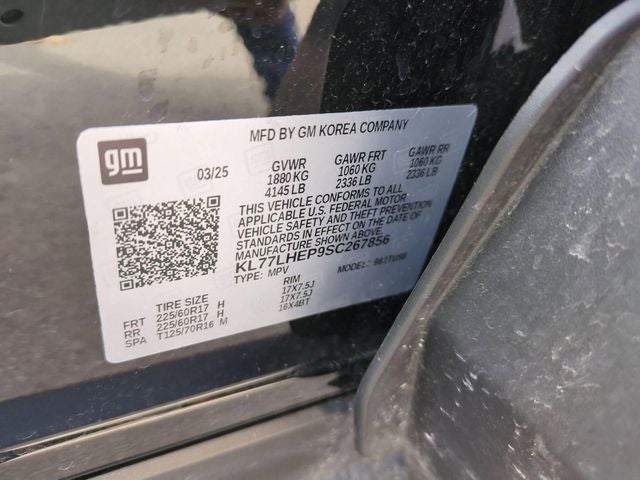 MFD BY GM KOREA COMPANY
gm
03/25
GVWR GAWR FRT GAWR RR
1880 KG 1060 KG 1060 KG
4145 LB 2336 LB 2336 LB
THIS VEHICLE CONFORMS TO ALL
APPLICABLE U.S. FEDERAL MOTOR
VEHICLE SAFETY AND THEFT PREVENTION
STANDARDS IN EFFECT ON THE DATE OF
MANUFACTURE SHOWN ABOVE.
KL77LHEP9SC267856
TYPE: MPV MODEL:
TIRE SIZE RIM
FRT 225/60R17 H 17X7.5J
RR 225/60R17 H 17X7.5J
SPA T125/70R16 M 16X4BT